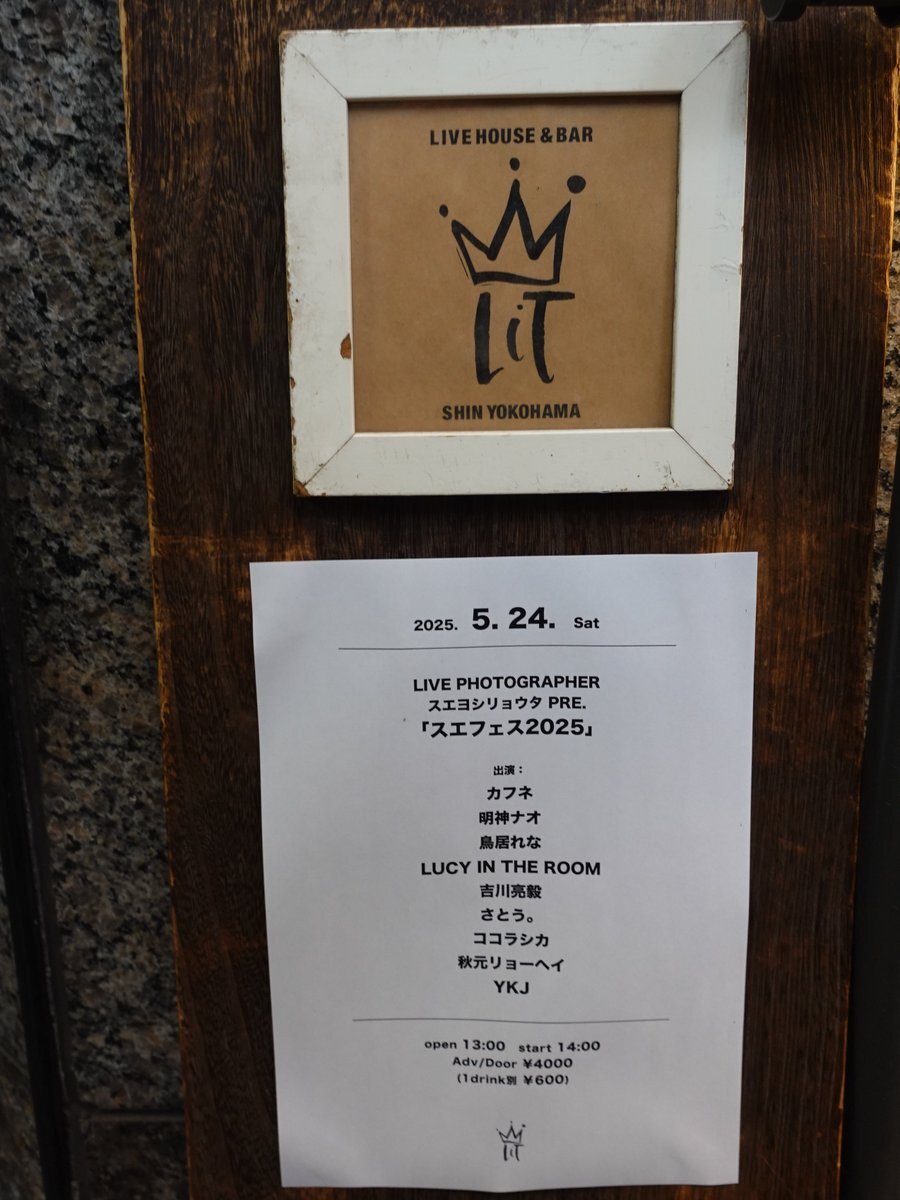 LIVE HOUSE & BAR
LiT
SHIN YOKOHAMA
2025. 5. 24. Sat
LIVE PHOTOGRAPHER
スエヨシリョウタ PRE.
「スエフェス2025」
出演：
カフネ
明神ナオ
鳥居れな
LUCY IN THE ROOM
吉川亮毅
さとう。
ココラシカ
秋元リョーヘイ
YKJ
open 13:00 start 14:00
Adv/Door ¥4000
(1drink別 ¥600)
LiT